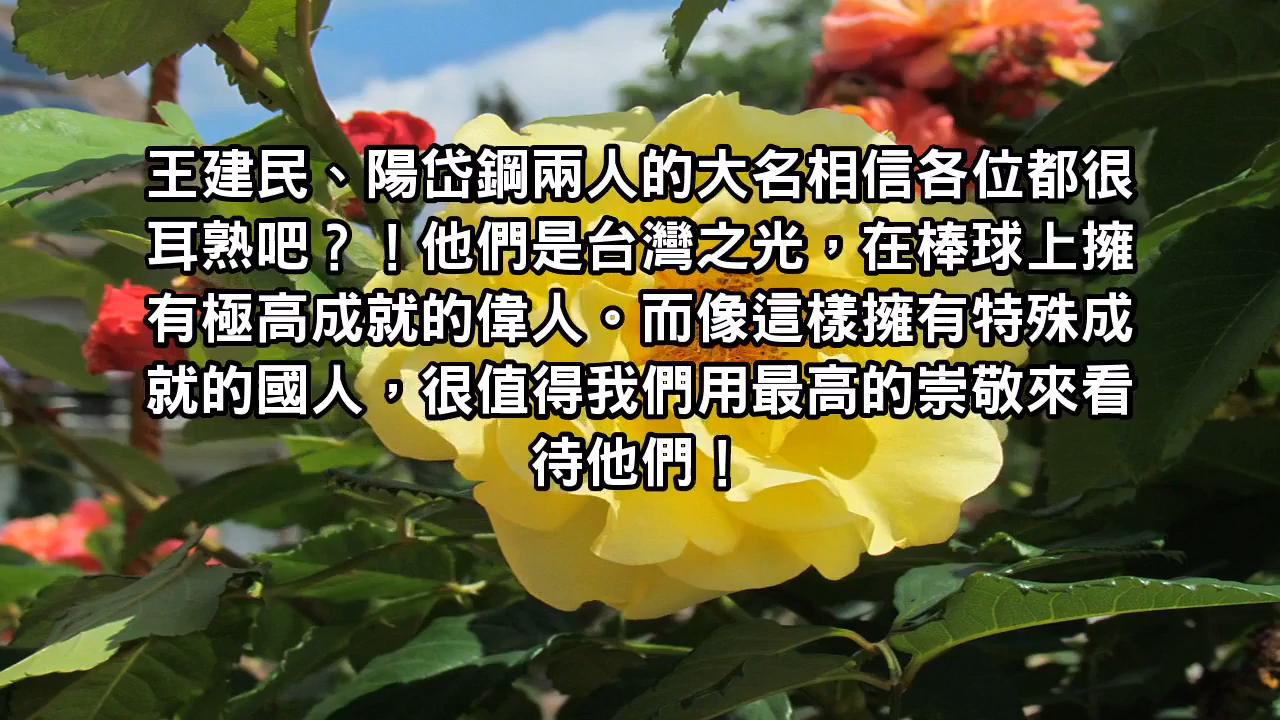 王建民、陽岱鋼兩人的大名相信各位都很
耳熟吧？！他們是台灣之光，在棒球上擁
有極高成就的偉人。而像這樣擁有特殊成
就的國人，很值得我們用最高的崇敬來看
待他們！